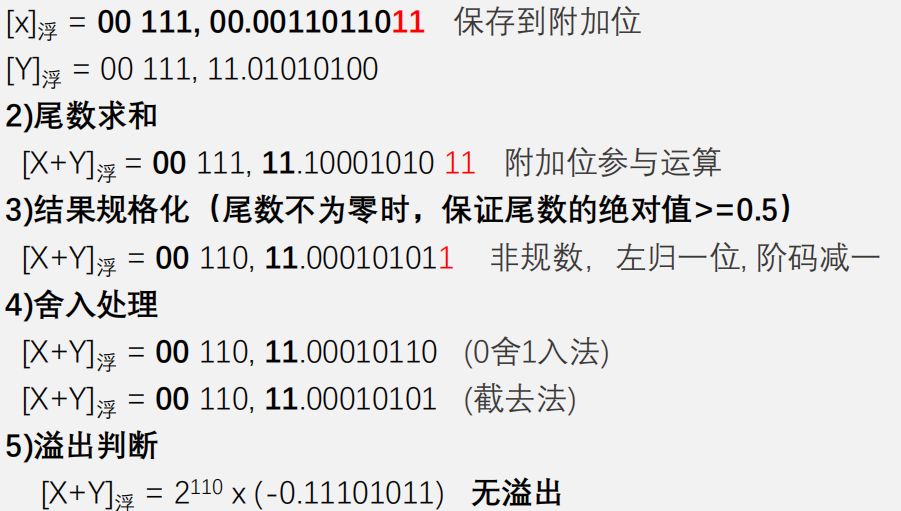 [x]浮 = 00 111, 00.0011011011 保存到附加位
[Y]浮 = 00 111, 11.01010100
2)尾数求和
[X+Y]浮 = 00 111, 11.10001010 11 附加位参与运算
3)结果规格化（尾数不为零时，保证尾数的绝对值>=0.5）
[X+Y]浮 = 00 110, 11.000101011 非规数, 左归一位, 阶码减一
4)舍入处理
[X+Y]浮 = 00 110, 11.00010110 (0舍1入法)
[X+Y]浮 = 00 110, 11.00010101 (截去法)
5)溢出判断
[X+Y]浮 = 2¹¹⁰ x (-0.11101011) 无溢出